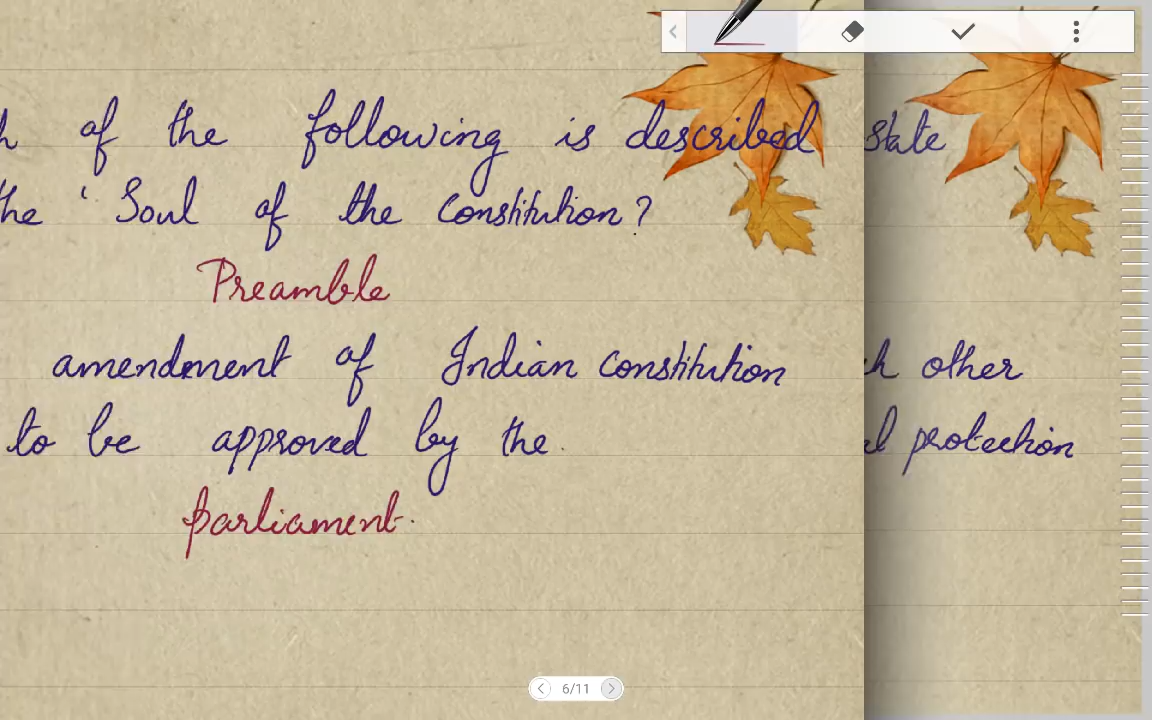 of the following is described
the ' Soul of the Constitution?
Preamble
amendment of Indian constitution
to be approved by the
parliament.
state
other
protection
6/11